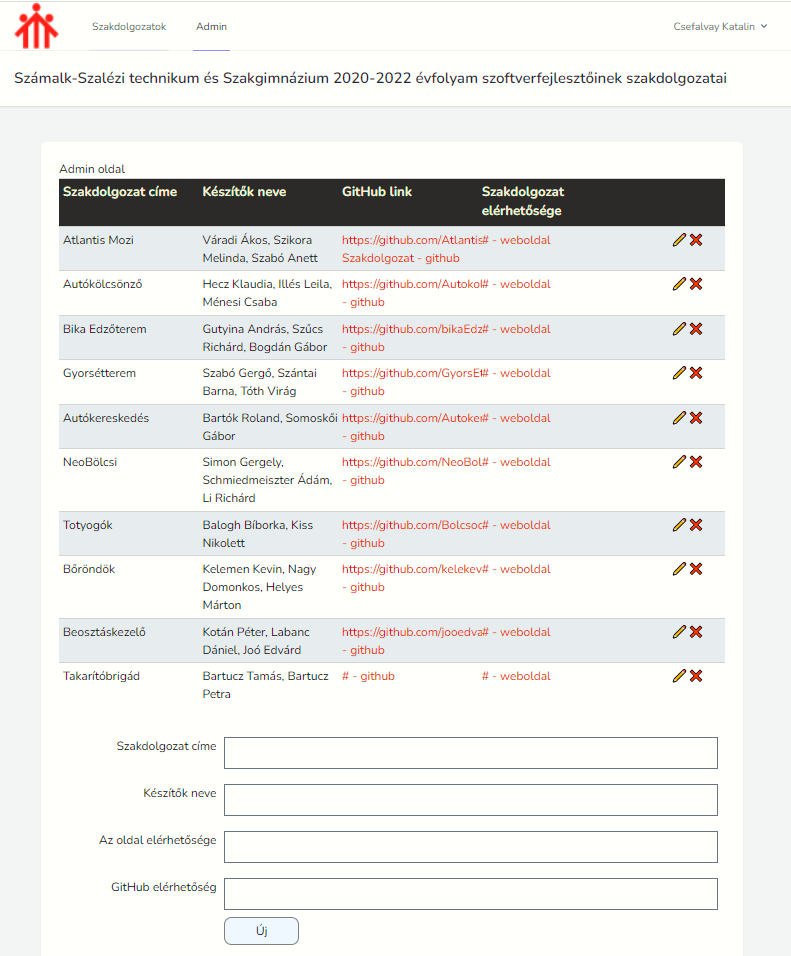 Szakdolgozatok Admin Csefalvay Katalin
Számalk-Szalézi technikum és Szakgimnázium 2020-2022 évfolyam szoftverfejlesztőinek szakdolgozatai
Admin oldal
Szakdolgozat címe Készítők neve GitHub link Szakdolgozat
elérhetősége
Atlantis Mozi Váradi Ákos, Szikora https://github.com/Atlantis # - weboldal
Melinda, Szabó Anett Szakdolgozat - github
Autókölcsönző Hecz Klaudia, Illés Leila, https://github.com/Autokol # - weboldal
Ménesi Csaba - github
Bika Edzőterem Gutyina András, Szűcs https://github.com/bikaEdz # - weboldal
Richárd, Bogdán Gábor - github
Gyorsétterem Szabó Gergő, Szántai https://github.com/GyorsEt # - weboldal
Barna, Tóth Virág - github
Autókereskedés Bartók Roland, Somoskői https://github.com/Autoker # - weboldal
Gábor - github
NeoBölcsi Simon Gergely, https://github.com/NeoBol # - weboldal
Schmiedmeiszter Ádám, - github
Li Richárd
Totyogók Balogh Bíborka, Kiss https://github.com/Bolcsoc # - weboldal
Nikolett - github
Bőröndök Kelemen Kevin, Nagy https://github.com/kelekev # - weboldal
Domonkos, Helyes - github
Márton
Beosztáskezelő Kotán Péter, Labanc https://github.com/jooedva # - weboldal
Dániel, Joó Edvárd - github
Takarítóbrigád Bartucz Tamás, Bartucz # - github # - weboldal
Petra
Szakdolgozat címe
Készítők neve
Az oldal elérhetősége
GitHub elérhetőség
Új